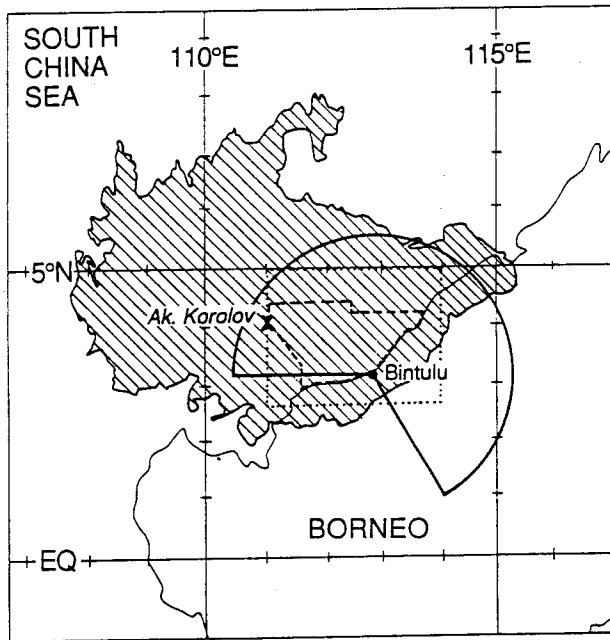 SOUTH
CHINA
SEA
110°E
115°E
5°N
Ak. Korolov
Bintulu
BORNEO
EQ